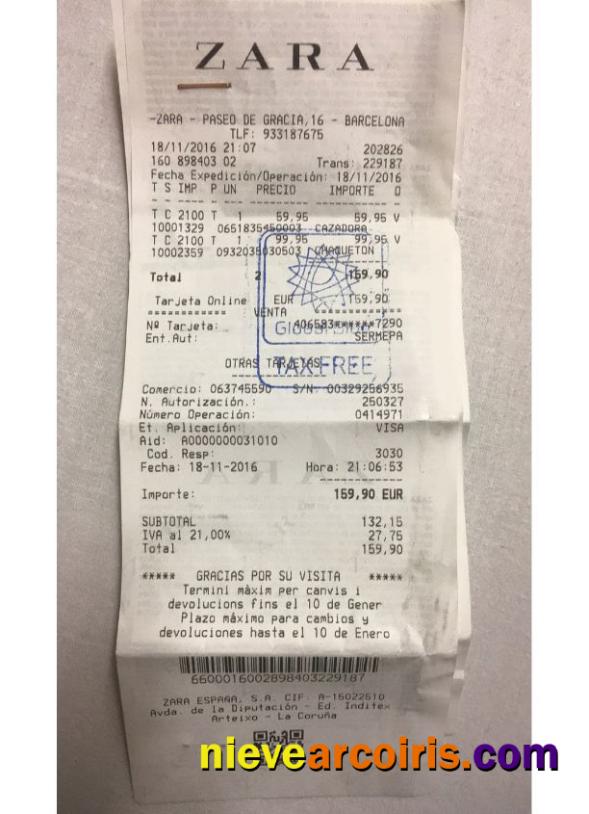 ZARA
-ZARA - PASEO DE GRACIA,16 - BARCELONA
TLF: 933187675
18/11/2016 21:07 202826
160 898403 02 Trans: 229187
Fecha Expedición/Operación: 18/11/2016
T S IMP P UN PRECIO IMPORTE D
T C 2100 T 1 59,95 59,95 V
10001329 0651835450003 CAZADORA
T C 2100 T 1 99,95 99,95 V
10002359 0932035030503 CHAQUETON
Total 2 159,90
Tarjeta Online EUR 159,90
VENTA
Nº Tarjeta: 406583******7290
Ent.Aut: SERMEPA
TAX FREE
OTRAS TARJETAS
Comercio: 063745590 S/N: 00329256935
N. Autorización.: 250327
Número Operación: 0414971
Et. Aplicación: VISA
Aid: A0000000031010
Cod. Resp: 3030
Fecha: 18-11-2016 Hora: 21:06:53
Importe: 159,90 EUR
SUBTOTAL 132,15
IVA al 21,00% 27,75
Total 159,90
***** GRACIAS POR SU VISITA *****
Termini màxim per canvis i
devolucions fins el 10 de Gener
Plazo máximo para cambios y
devoluciones hasta el 10 de Enero
6600016002898403229187
ZARA ESPAÑA, S.A. CIF. A-15022510
Avda. de la Diputación - Ed. Inditex
Arteixo - La Coruña
nievearcoiris.com